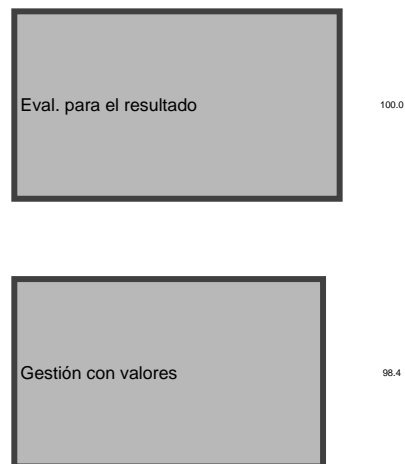 Eval. para el resultado 100.0
Gestión con valores 98.4